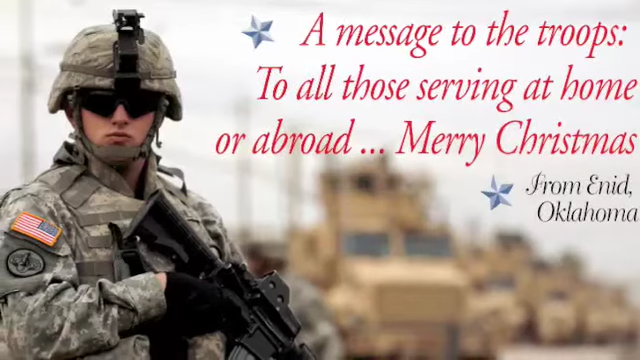 A message to the troops:
To all those serving at home
or abroad ... Merry Christmas
From Enid,
Oklahoma